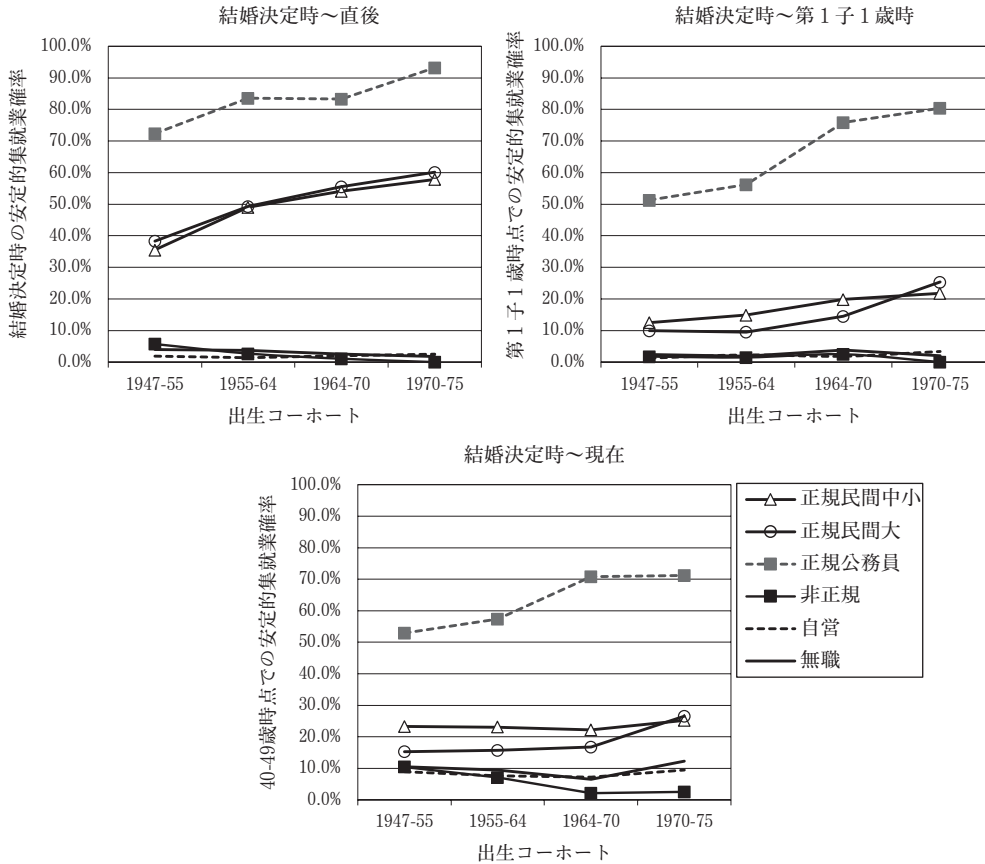 結婚決定時～直後
結婚決定時の安定的集就業確率
100.0%
90.0%
80.0%
70.0%
60.0%
50.0%
40.0%
30.0%
20.0%
10.0%
0.0%
1947-55 1955-64 1964-70 1970-75
出生コーホート
結婚決定時～第1子1歳時
第1子1歳時点での安定的集就業確率
100.0%
90.0%
80.0%
70.0%
60.0%
50.0%
40.0%
30.0%
20.0%
10.0%
0.0%
1947-55 1955-64 1964-70 1970-75
出生コーホート
結婚決定時～現在
40-49歳時点での安定的集就業確率
100.0%
90.0%
80.0%
70.0%
60.0%
50.0%
40.0%
30.0%
20.0%
10.0%
0.0%
1947-55 1955-64 1964-70 1970-75
出生コーホート
正規民間中小
正規民間大
正規公務員
非正規
自営
無職